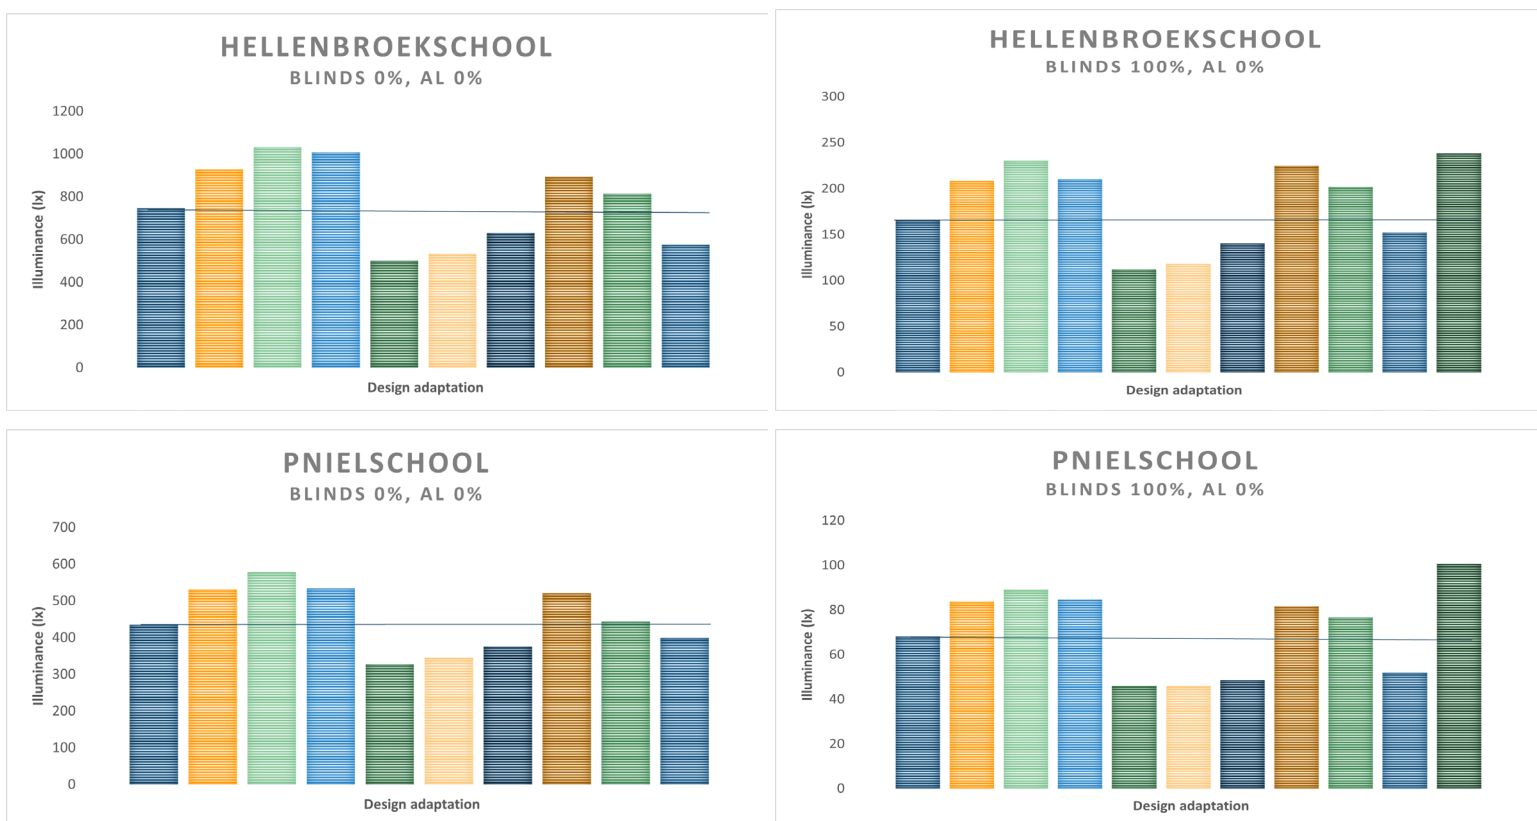 HELLENBROEKSCHOOL
BLINDS 0%, AL 0%
Illuminance (lx)
1200
1000
800
600
400
200
0
Design adaptation
HELLENBROEKSCHOOL
BLINDS 100%, AL 0%
Illuminance (lx)
300
250
200
150
100
50
0
Design adaptation
PNIELSCHOOL
BLINDS 0%, AL 0%
Illuminance (lx)
700
600
500
400
300
200
100
0
Design adaptation
PNIELSCHOOL
BLINDS 100%, AL 0%
Illuminance (lx)
120
100
80
60
40
20
0
Design adaptation